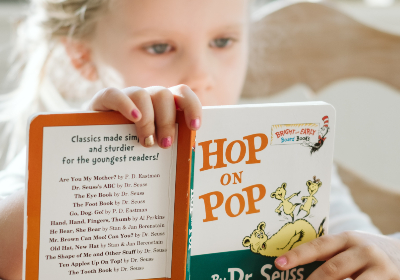 Classics made simpler
and sturdier
for the youngest readers!
Are You My Mother? by P. D. Eastman
Dr. Seuss's ABC by Dr. Seuss
The Eye Book by Dr. Seuss
The Foot Book by Dr. Seuss
Go, Dog. Go! by P. D. Eastman
Hand, Hand, Fingers, Thumb by Al Perkins
He Bear, She Bear by Stan & Jan Berenstain
Mr. Brown Can Moo! Can You? by Dr. Seuss
Old Hat, New Hat by Stan & Jan Berenstain
The Shape of Me and Other Stuff by Dr. Seuss
Ten Apples Up On Top! by Dr. Seuss
The Tooth Book by Dr. Seuss
BRIGHT and EARLY
Board Books
HOP
ON
POP
By Dr. Seuss